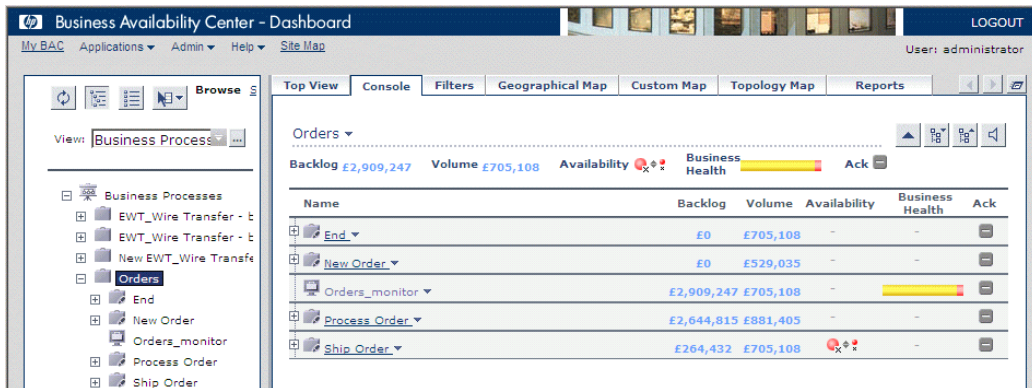 Business Availability Center - Dashboard
LOGOUT
My BAC Applications Admin Help Site Map
User: administrator
Browse S
View: Business Process ...
Business Processes
EWT_Wire Transfer - b
EWT_Wire Transfer - b
New EWT_Wire Transfe
Orders
End
New Order
Orders_monitor
Process Order
Ship Order
Top View Console Filters Geographical Map Custom Map Topology Map Reports
Orders
Backlog £2,909,247 Volume £705,108 Availability Business Health Ack
Name Backlog Volume Availability Business Health Ack
End £0 £705,108 - -
New Order £0 £529,035 - -
Orders_monitor £2,909,247 £705,108 -
Process Order £2,644,815 £881,405 - -
Ship Order £264,432 £705,108 -